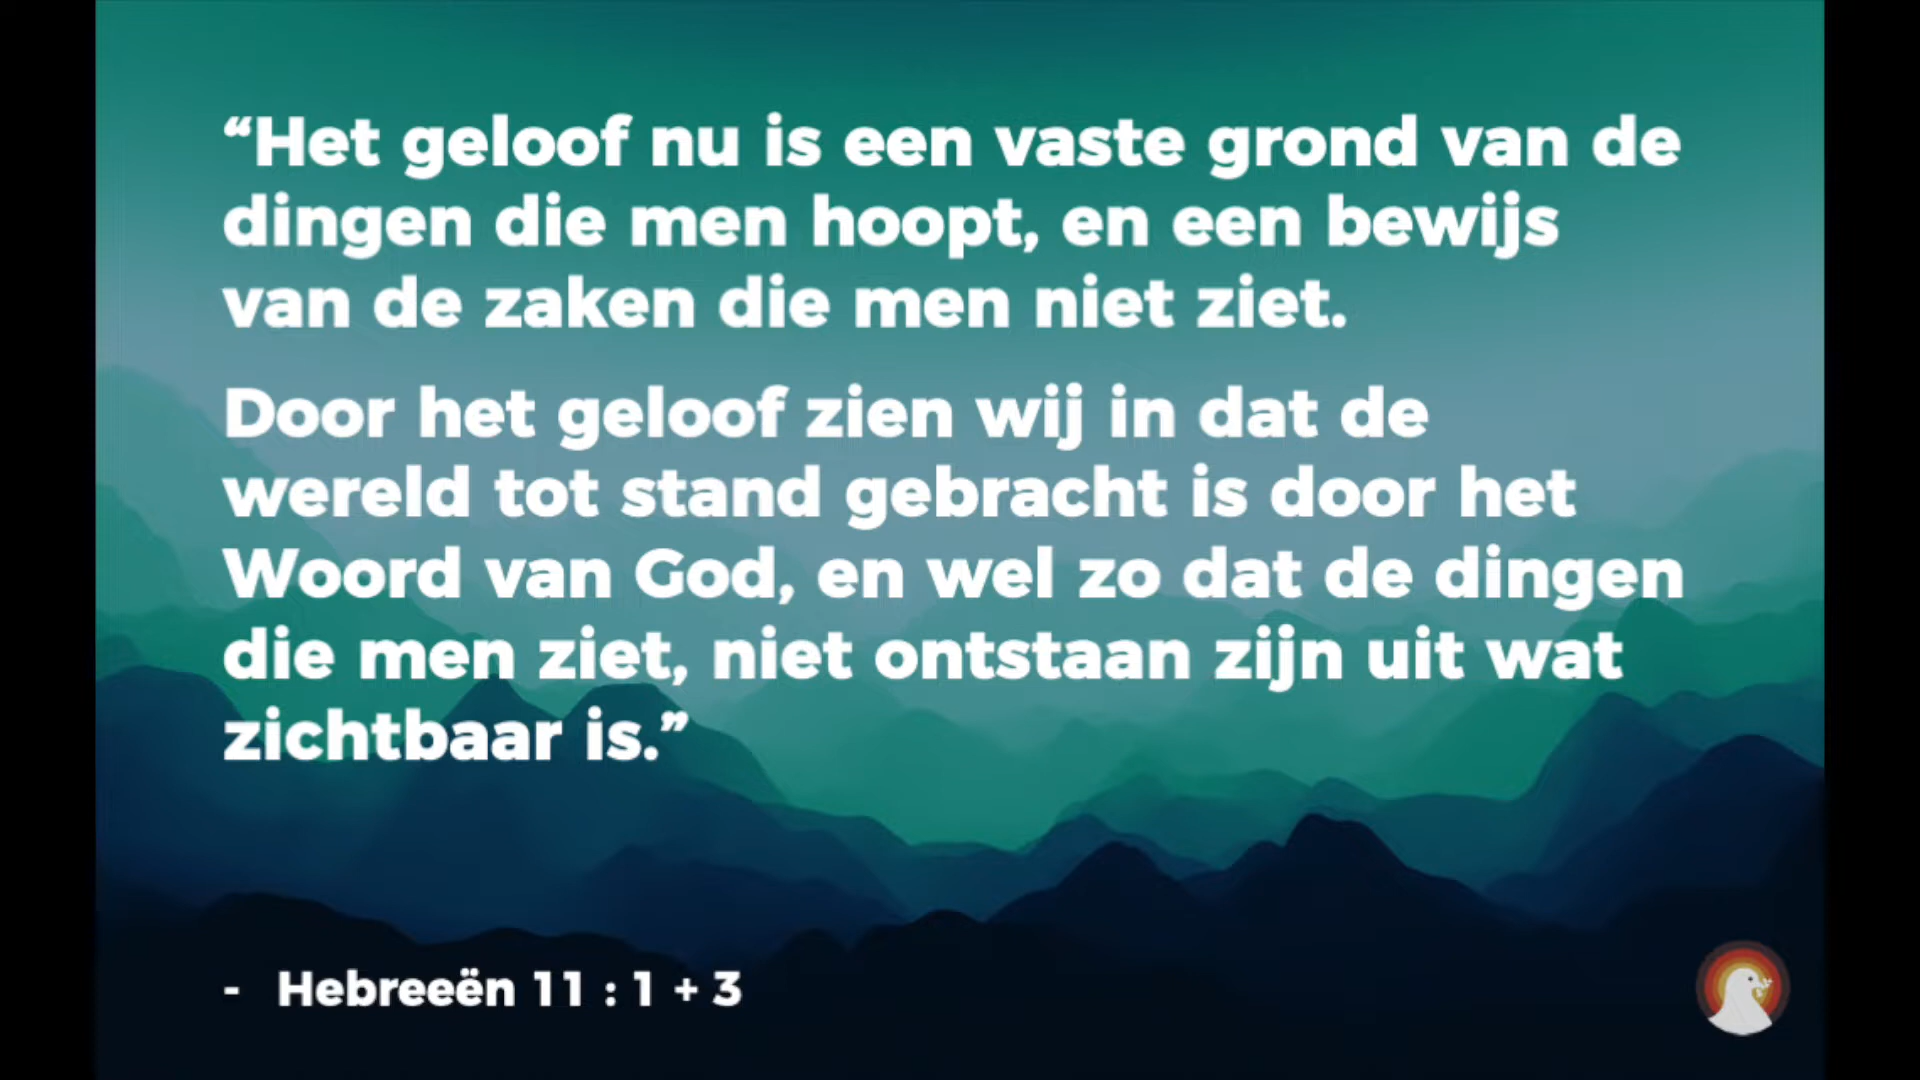 “Het geloof nu is een vaste grond van de
dingen die men hoopt, en een bewijs
van de zaken die men niet ziet.
Door het geloof zien wij in dat de
wereld tot stand gebracht is door het
Woord van God, en wel zo dat de dingen
die men ziet, niet ontstaan zijn uit wat
zichtbaar is.”
- Hebreeën 11 : 1 + 3